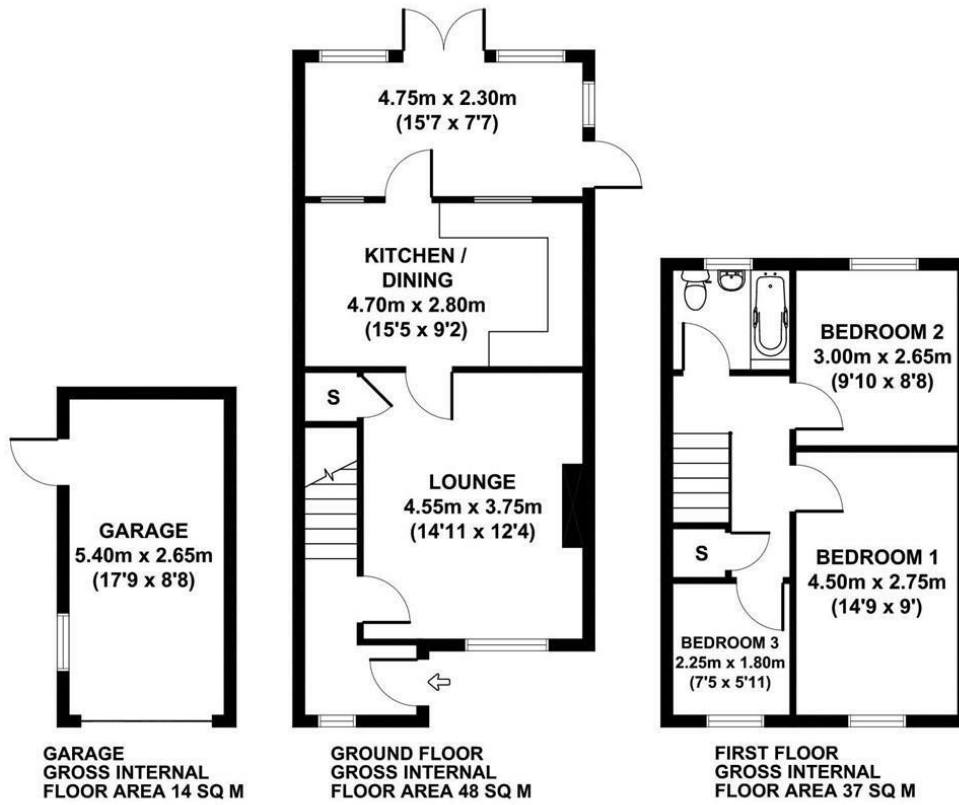 4.75m x 2.30m
(15'7 x 7'7)
KITCHEN /
DINING
4.70m x 2.80m
(15'5 x 9'2)
S
LOUNGE
4.55m x 3.75m
(14'11 x 12'4)
GARAGE
5.40m x 2.65m
(17'9 x 8'8)
BEDROOM 2
3.00m x 2.65m
(9'10 x 8'8)
S
BEDROOM 1
4.50m x 2.75m
(14'9 x 9')
BEDROOM 3
2.25m x 1.80m
(7'5 x 5'11)
GARAGE
GROSS INTERNAL
FLOOR AREA 14 SQ M
GROUND FLOOR
GROSS INTERNAL
FLOOR AREA 48 SQ M
FIRST FLOOR
GROSS INTERNAL
FLOOR AREA 37 SQ M